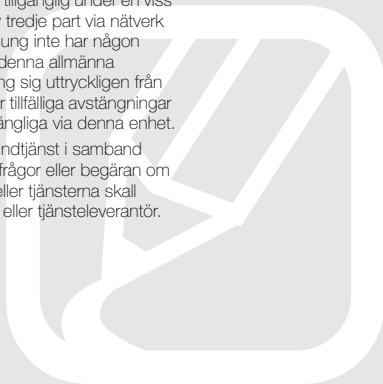 tillgänglig under en viss
tredje part via nätverk
ung inte har någon
denna allmänna
ng sig uttryckligen från
r tillfälliga avstängningar
ängliga via denna enhet.
ndtjänst i samband
frågor eller begäran om
eller tjänsterna skall
eller tjänsteleverantör.